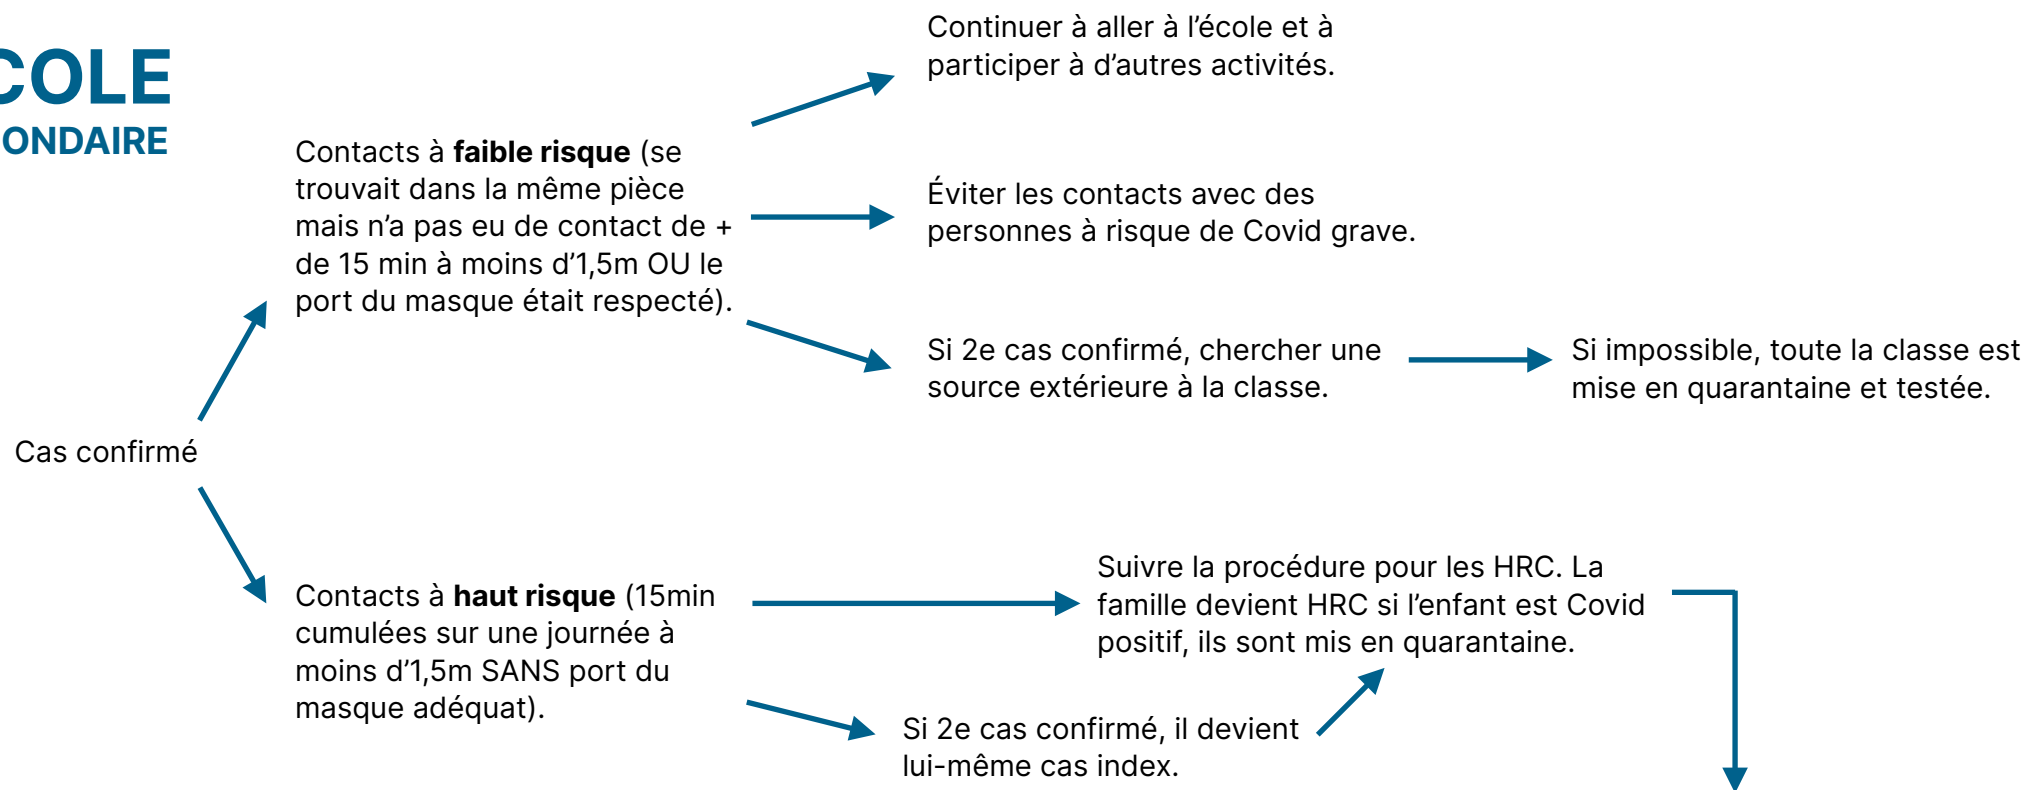 COLE
ONDAIRE
Continuer à aller à l’école et à
participer à d’autres activités.
Contacts à faible risque (se
trouvait dans la même pièce
mais n'a pas eu de contact de +
de 15 min à moins d’1,5m OU le
port du masque était respecté).
Éviter les contacts avec des
personnes à risque de Covid grave.
Si 2e cas confirmé, chercher une
source extérieure à la classe.
Si impossible, toute la classe est
mise en quarantaine et testée.
Cas confirmé
Contacts à haut risque (15min
cumulées sur une journée à
moins d’1,5m SANS port du
masque adéquat).
Suivre la procédure pour les HRC. La
famille devient HRC si l’enfant est Covid
positif, ils sont mis en quarantaine.
Si 2e cas confirmé, il devient
lui-même cas index.